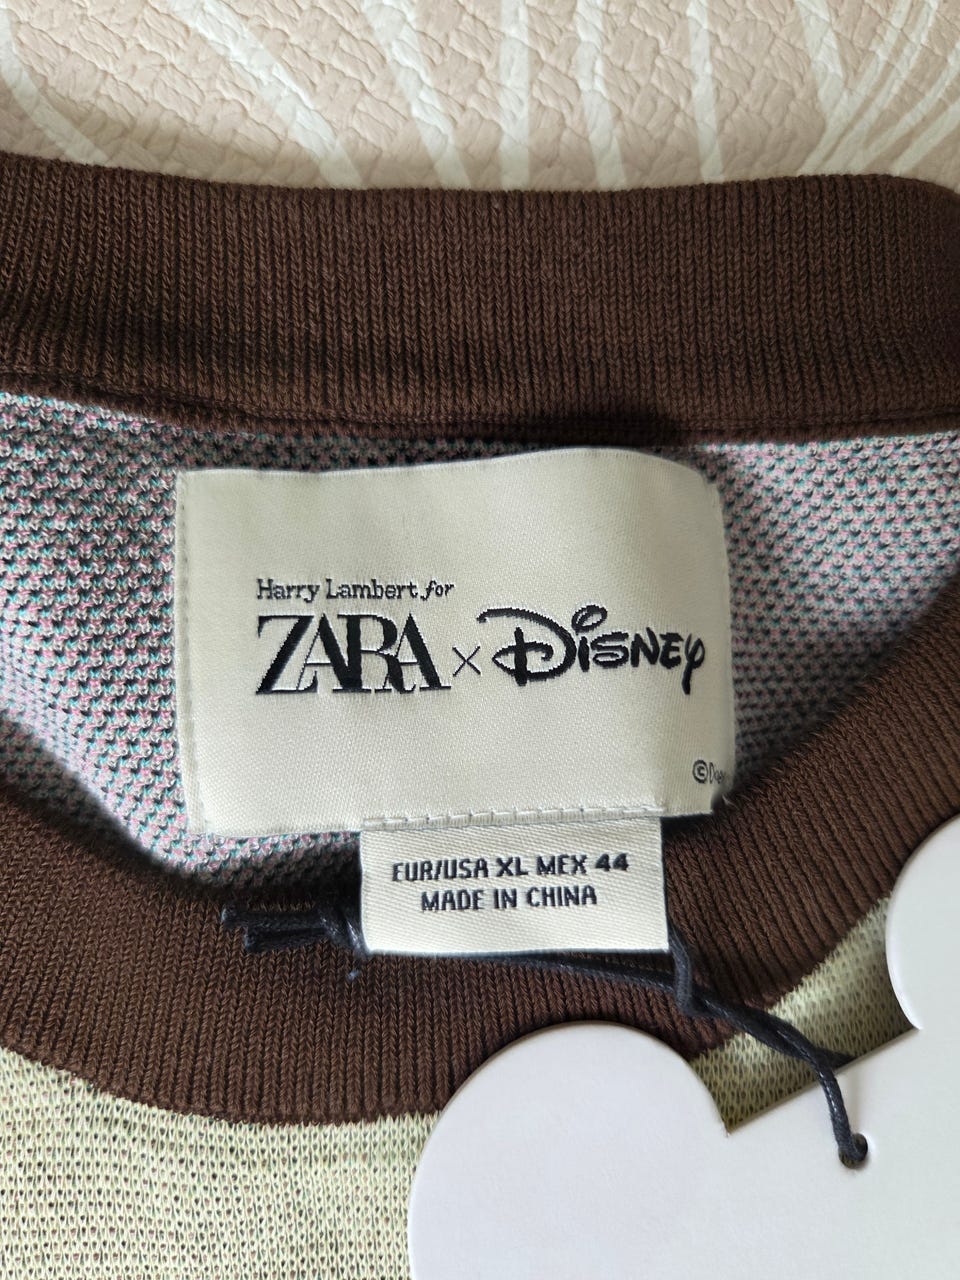 Harry Lambert for
ZARA × Disney
©
EUR/USA XL MEX 44
MADE IN CHINA